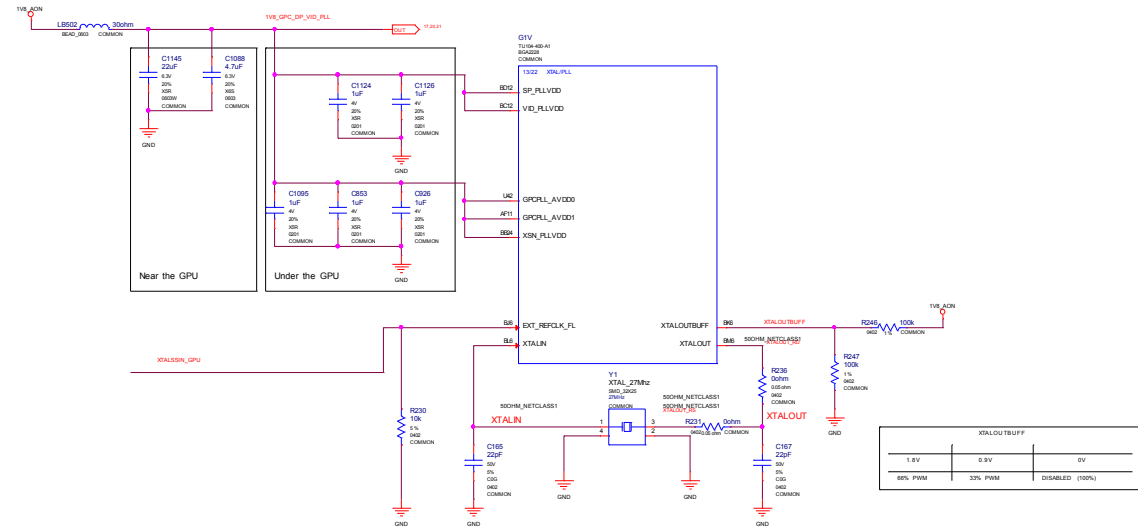 1V8_AON
LB502 30ohm
BEAD_0603 COMMON
1V8_GPC_DP_VID_PLL
OUT
17,20,21
C1145
22uF
6.3V
20%
X5R
0603W
COMMON
GND
C1088
4.7uF
6.3V
20%
X6S
0603
COMMON
Near the GPU
C1124
1uF
4V
20%
X5R
0201
COMMON
C1126
1uF
4V
20%
X5R
0201
COMMON
GND
C1095
1uF
4V
20%
X5R
0201
COMMON
C853
1uF
4V
20%
X5R
0201
COMMON
C926
1uF
4V
20%
X5R
0201
COMMON
GND
Under the GPU
G1V
TU104-400-A1
BGA2228
COMMON
13/22 XTAL/PLL
BD12 SP_PLLVDD
BC12 VID_PLLVDD
U42 GPCPLL_AVDD0
AF11 GPCPLL_AVDD1
BB24 XSN_PLLVDD
BJ6 EXT_REFCLK_FL
BL6 XTALIN
XTALOUTBUFF BK6
XTALOUT BM6
XTALSSIN_GPU
R230
10k
5 %
0402
COMMON
GND
50OHM_NETCLASS1
XTALIN
C165
22pF
50V
5%
C0G
0402
COMMON
GND
Y1
XTAL_27Mhz
SMD_32X25
27MHz
COMMON
1
4
3
2
GND
GND
50OHM_NETCLASS1
50OHM_NETCLASS1
XTALOUT_RS
R231 0ohm
0402 0.05 ohm COMMON
XTALOUT
50OHM_NETCLASS1
R236
0ohm
0.05 ohm
0402
COMMON
C167
22pF
50V
5%
C0G
0402
COMMON
GND
XTALOUTBUFF
R246 100k
0402 1 % COMMON
1V8_AON
R247
100k
1 %
0402
COMMON
GND
XTALOUTBUFF
1.8V 0.9V 0V
66% PWM 33% PWM DISABLED (100%)